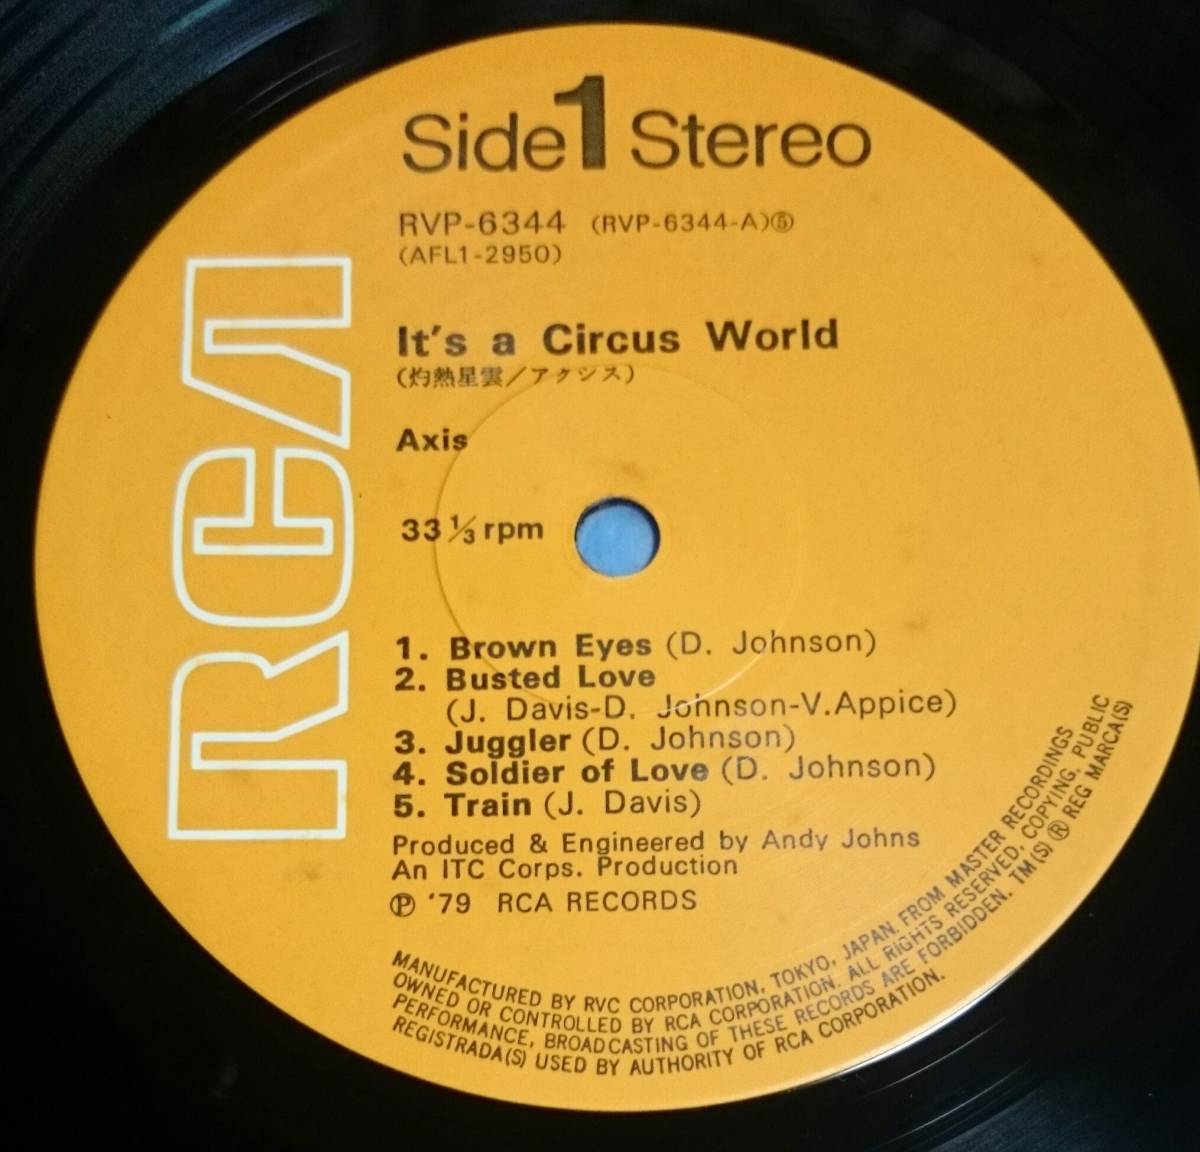 Side 1 Stereo
RVP-6344 (RVP-6344-A)⑤
(AFL1-2950)
It's a Circus World
(灼熱星雲/アクシス)
Axis
33 ⅓ rpm
RCA
1. Brown Eyes (D. Johnson)
2. Busted Love
(J. Davis-D. Johnson-V.Appice)
3. Juggler (D. Johnson)
4. Soldier of Love (D. Johnson)
5. Train (J. Davis)
Produced & Engineered by Andy Johns
An ITC Corps. Production
℗ '79 RCA RECORDS
MANUFACTURED BY RVC CORPORATION, TOKYO, JAPAN. FROM MASTER RECORDINGS
OWNED OR CONTROLLED BY RCA CORPORATION. ALL RIGHTS RESERVED, COPYING, PUBLIC
PERFORMANCE, BROADCASTING OF THESE RECORDS ARE FORBIDDEN. TM(S) ® REG MARCA(S)
REGISTRADA(S) USED BY AUTHORITY OF RCA CORPORATION.